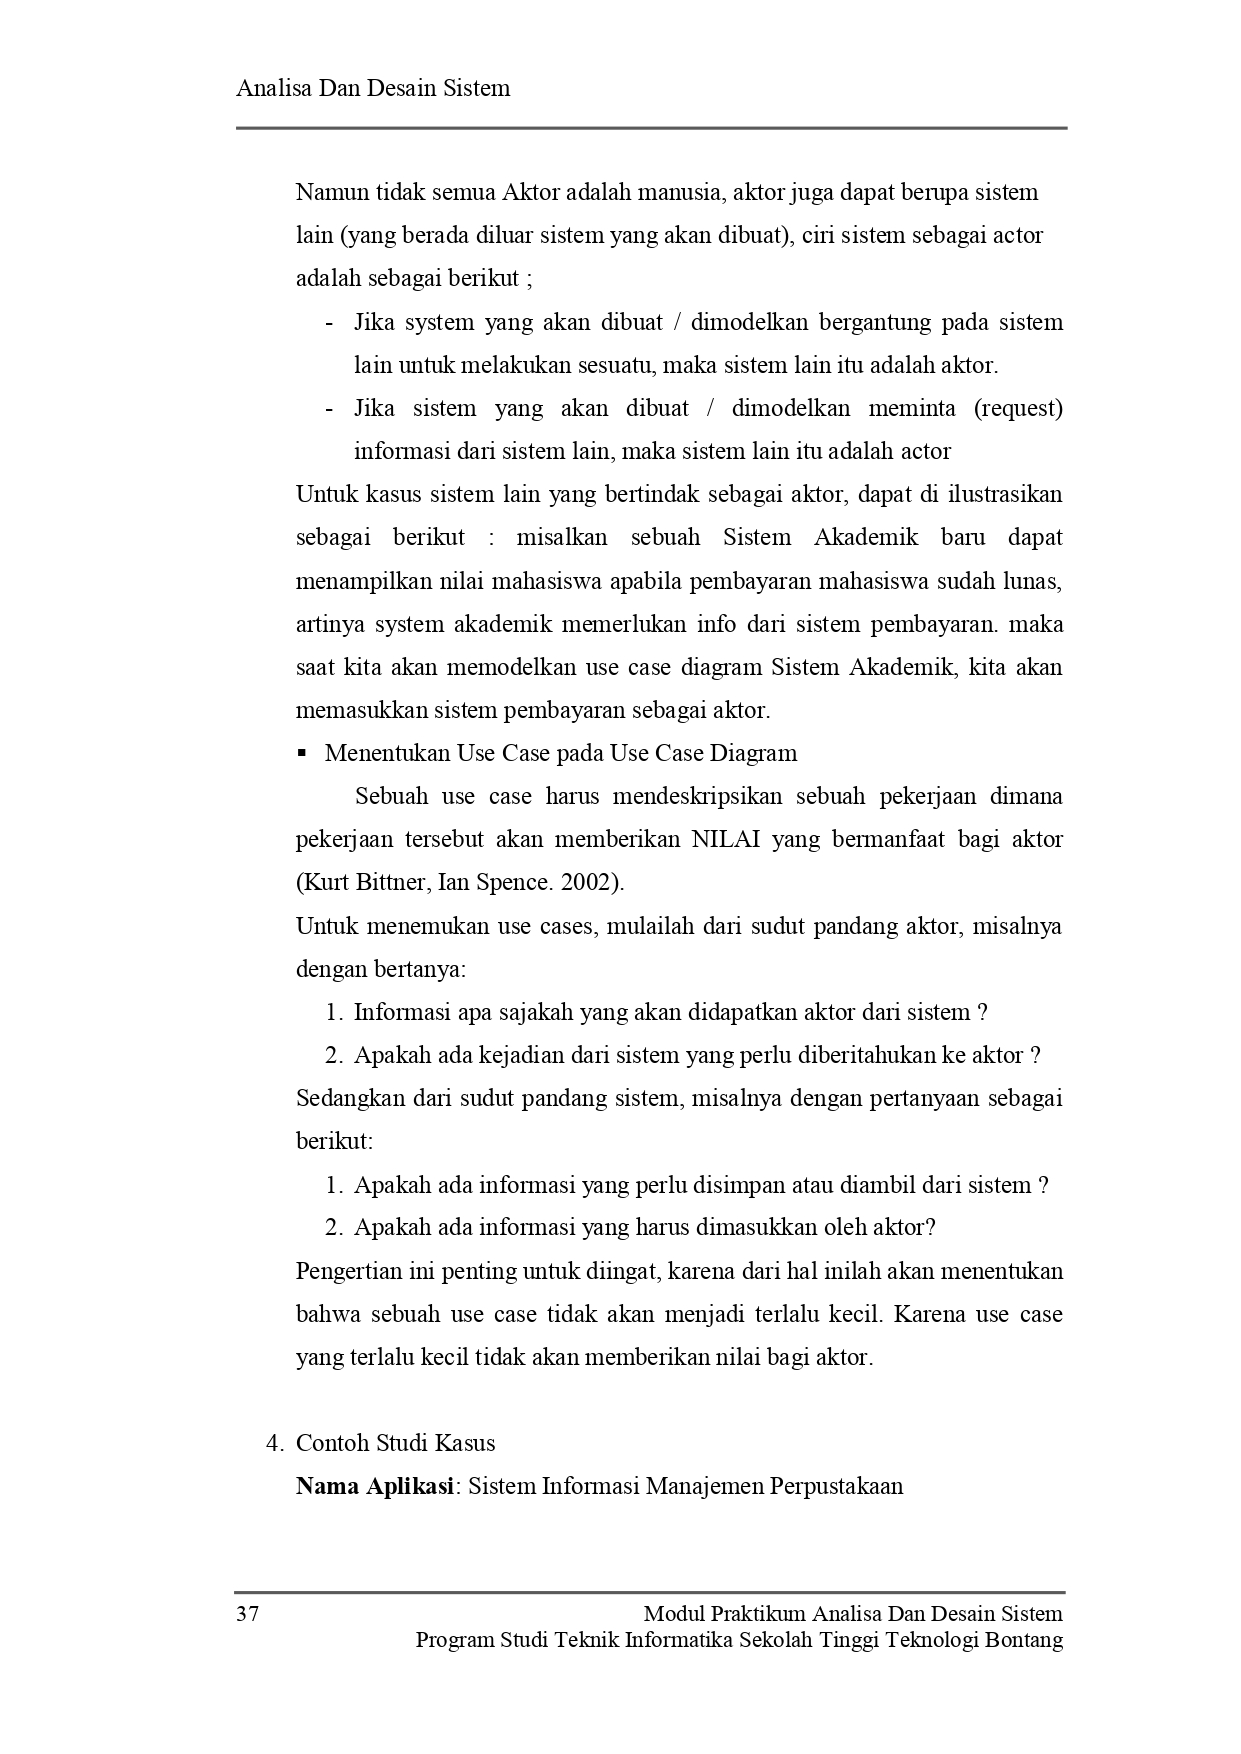 Analisa Dan Desain Sistem
Namun tidak semua Aktor adalah manusia, aktor juga dapat berupa sistem
lain (yang berada diluar sistem yang akan dibuat), ciri sistem sebagai actor
adalah sebagai berikut ;
- Jika system yang akan dibuat / dimodelkan bergantung pada sistem
lain untuk melakukan sesuatu, maka sistem lain itu adalah aktor.
- Jika sistem yang akan dibuat / dimodelkan meminta (request)
informasi dari sistem lain, maka sistem lain itu adalah actor
Untuk kasus sistem lain yang bertindak sebagai aktor, dapat di ilustrasikan
sebagai berikut : misalkan sebuah Sistem Akademik baru dapat
menampilkan nilai mahasiswa apabila pembayaran mahasiswa sudah lunas,
artinya system akademik memerlukan info dari sistem pembayaran. maka
saat kita akan memodelkan use case diagram Sistem Akademik, kita akan
memasukkan sistem pembayaran sebagai aktor.
▪ Menentukan Use Case pada Use Case Diagram
Sebuah use case harus mendeskripsikan sebuah pekerjaan dimana
pekerjaan tersebut akan memberikan NILAI yang bermanfaat bagi aktor
(Kurt Bittner, Ian Spence. 2002).
Untuk menemukan use cases, mulailah dari sudut pandang aktor, misalnya
dengan bertanya:
1. Informasi apa sajakah yang akan didapatkan aktor dari sistem ?
2. Apakah ada kejadian dari sistem yang perlu diberitahukan ke aktor ?
Sedangkan dari sudut pandang sistem, misalnya dengan pertanyaan sebagai
berikut:
1. Apakah ada informasi yang perlu disimpan atau diambil dari sistem ?
2. Apakah ada informasi yang harus dimasukkan oleh aktor?
Pengertian ini penting untuk diingat, karena dari hal inilah akan menentukan
bahwa sebuah use case tidak akan menjadi terlalu kecil. Karena use case
yang terlalu kecil tidak akan memberikan nilai bagi aktor.
4. Contoh Studi Kasus
Nama Aplikasi: Sistem Informasi Manajemen Perpustakaan
37 Modul Praktikum Analisa Dan Desain Sistem
Program Studi Teknik Informatika Sekolah Tinggi Teknologi Bontang